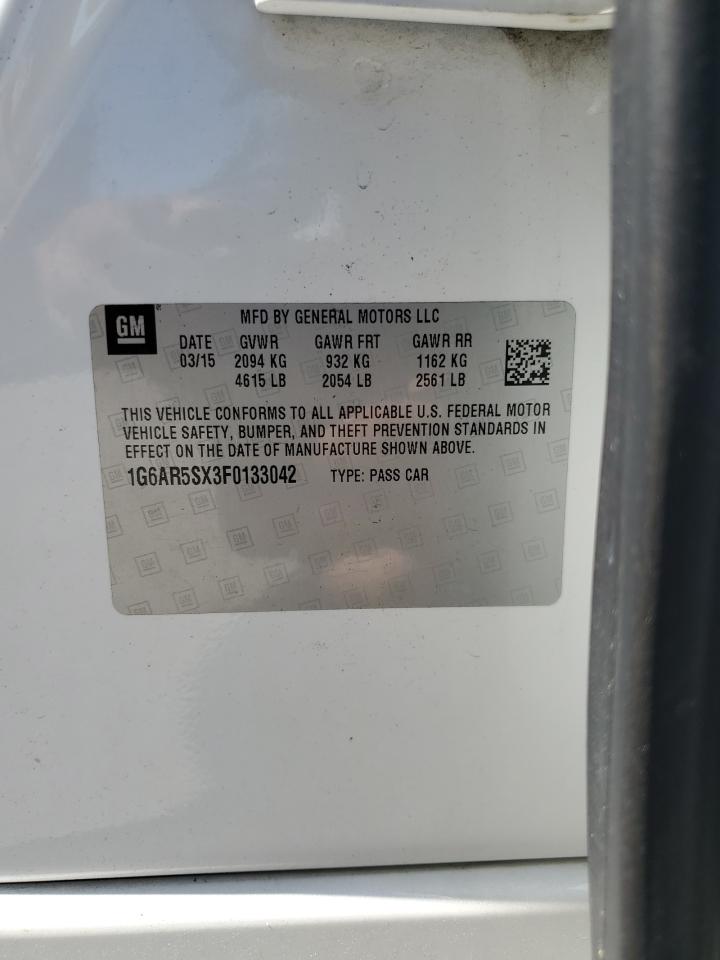 GM MFD BY GENERAL MOTORS LLC
DATE GVWR GAWR FRT GAWR RR
03/15 2094 KG 932 KG 1162 KG
4615 LB 2054 LB 2561 LB
THIS VEHICLE CONFORMS TO ALL APPLICABLE U.S. FEDERAL MOTOR
VEHICLE SAFETY, BUMPER, AND THEFT PREVENTION STANDARDS IN
EFFECT ON THE DATE OF MANUFACTURE SHOWN ABOVE.
1G6AR5SX3F0133042 TYPE: PASS CAR